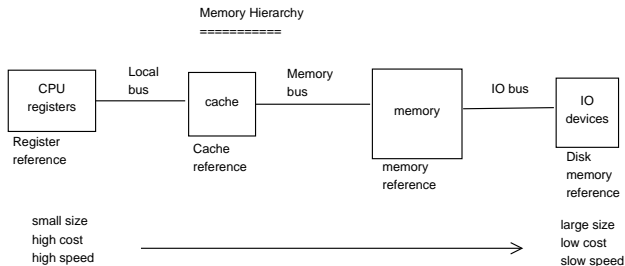 Memory Hierarchy
===========
CPU
registers
Local
bus
cache
Memory
bus
memory
IO bus
IO
devices
Register
reference
Cache
reference
memory
reference
Disk
memory
reference
small size
high cost
high speed
large size
low cost
slow speed